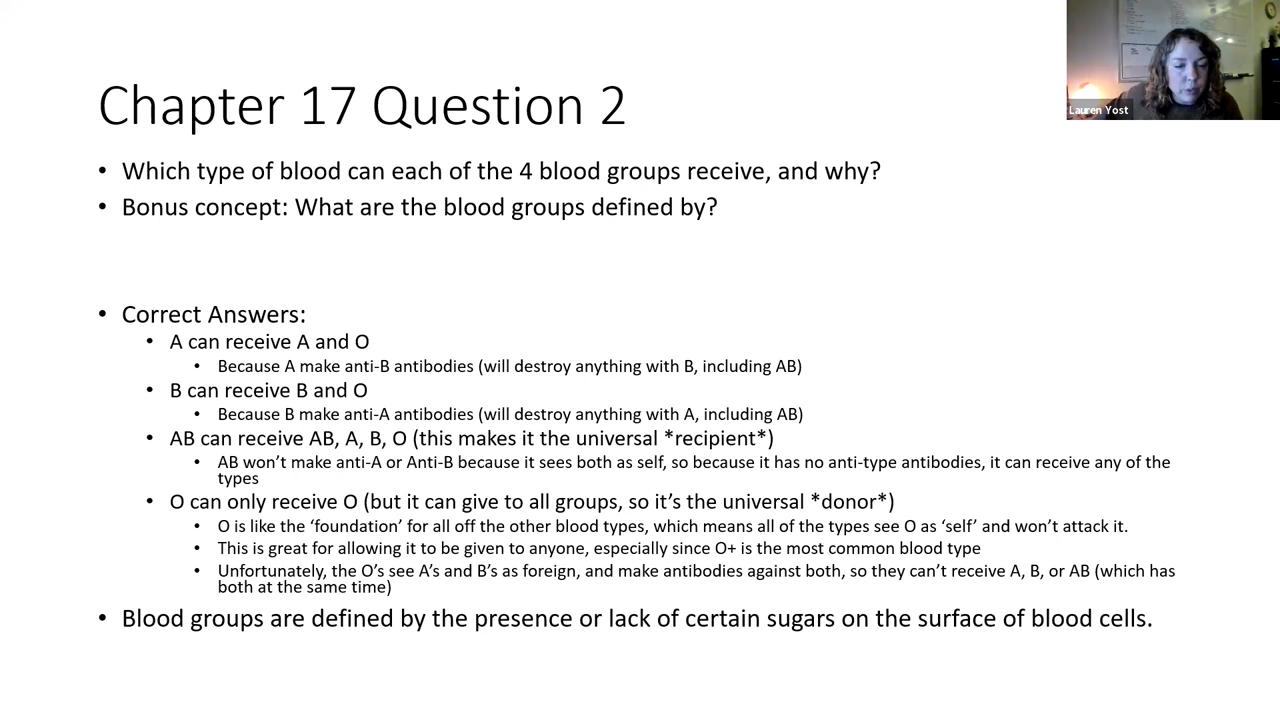 Chapter 17 Question 2
Lauren Yost
• Which type of blood can each of the 4 blood groups receive, and why?
• Bonus concept: What are the blood groups defined by?
• Correct Answers:
• A can receive A and O
• Because A make anti-B antibodies (will destroy anything with B, including AB)
• B can receive B and O
• Because B make anti-A antibodies (will destroy anything with A, including AB)
• AB can receive AB, A, B, O (this makes it the universal *recipient*)
• AB won’t make anti-A or Anti-B because it sees both as self, so because it has no anti-type antibodies, it can receive any of the
types
• O can only receive O (but it can give to all groups, so it’s the universal *donor*)
• O is like the ‘foundation’ for all off the other blood types, which means all of the types see O as ‘self’ and won’t attack it.
• This is great for allowing it to be given to anyone, especially since O+ is the most common blood type
• Unfortunately, the O’s see A’s and B’s as foreign, and make antibodies against both, so they can’t receive A, B, or AB (which has
both at the same time)
• Blood groups are defined by the presence or lack of certain sugars on the surface of blood cells.